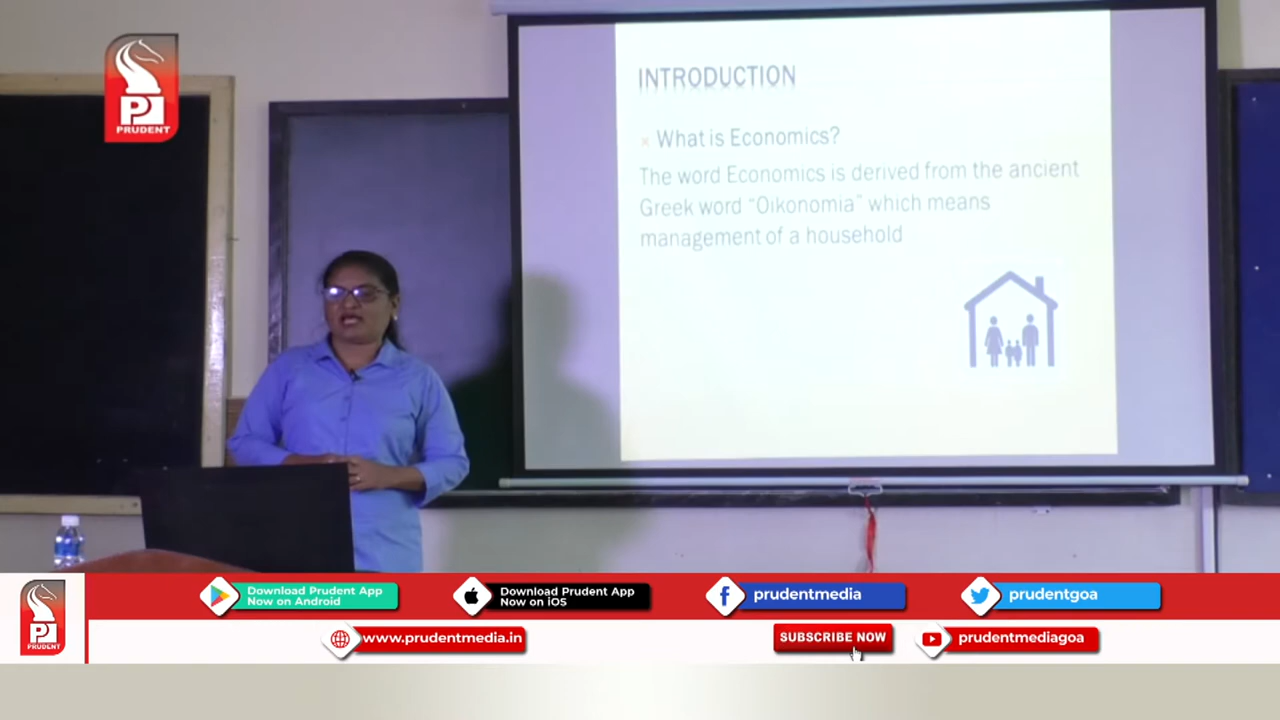 PRUDENT
INTRODUCTION
What is Economics?
The word Economics is derived from the ancient
Greek word “Oikonomia” which means
management of a household
PRUDENT
Download Prudent App
Now on Android
Download Prudent App
Now on iOS
prudentmedia
prudentgoa
www.prudentmedia.in
SUBSCRIBE NOW
prudentmediagoa